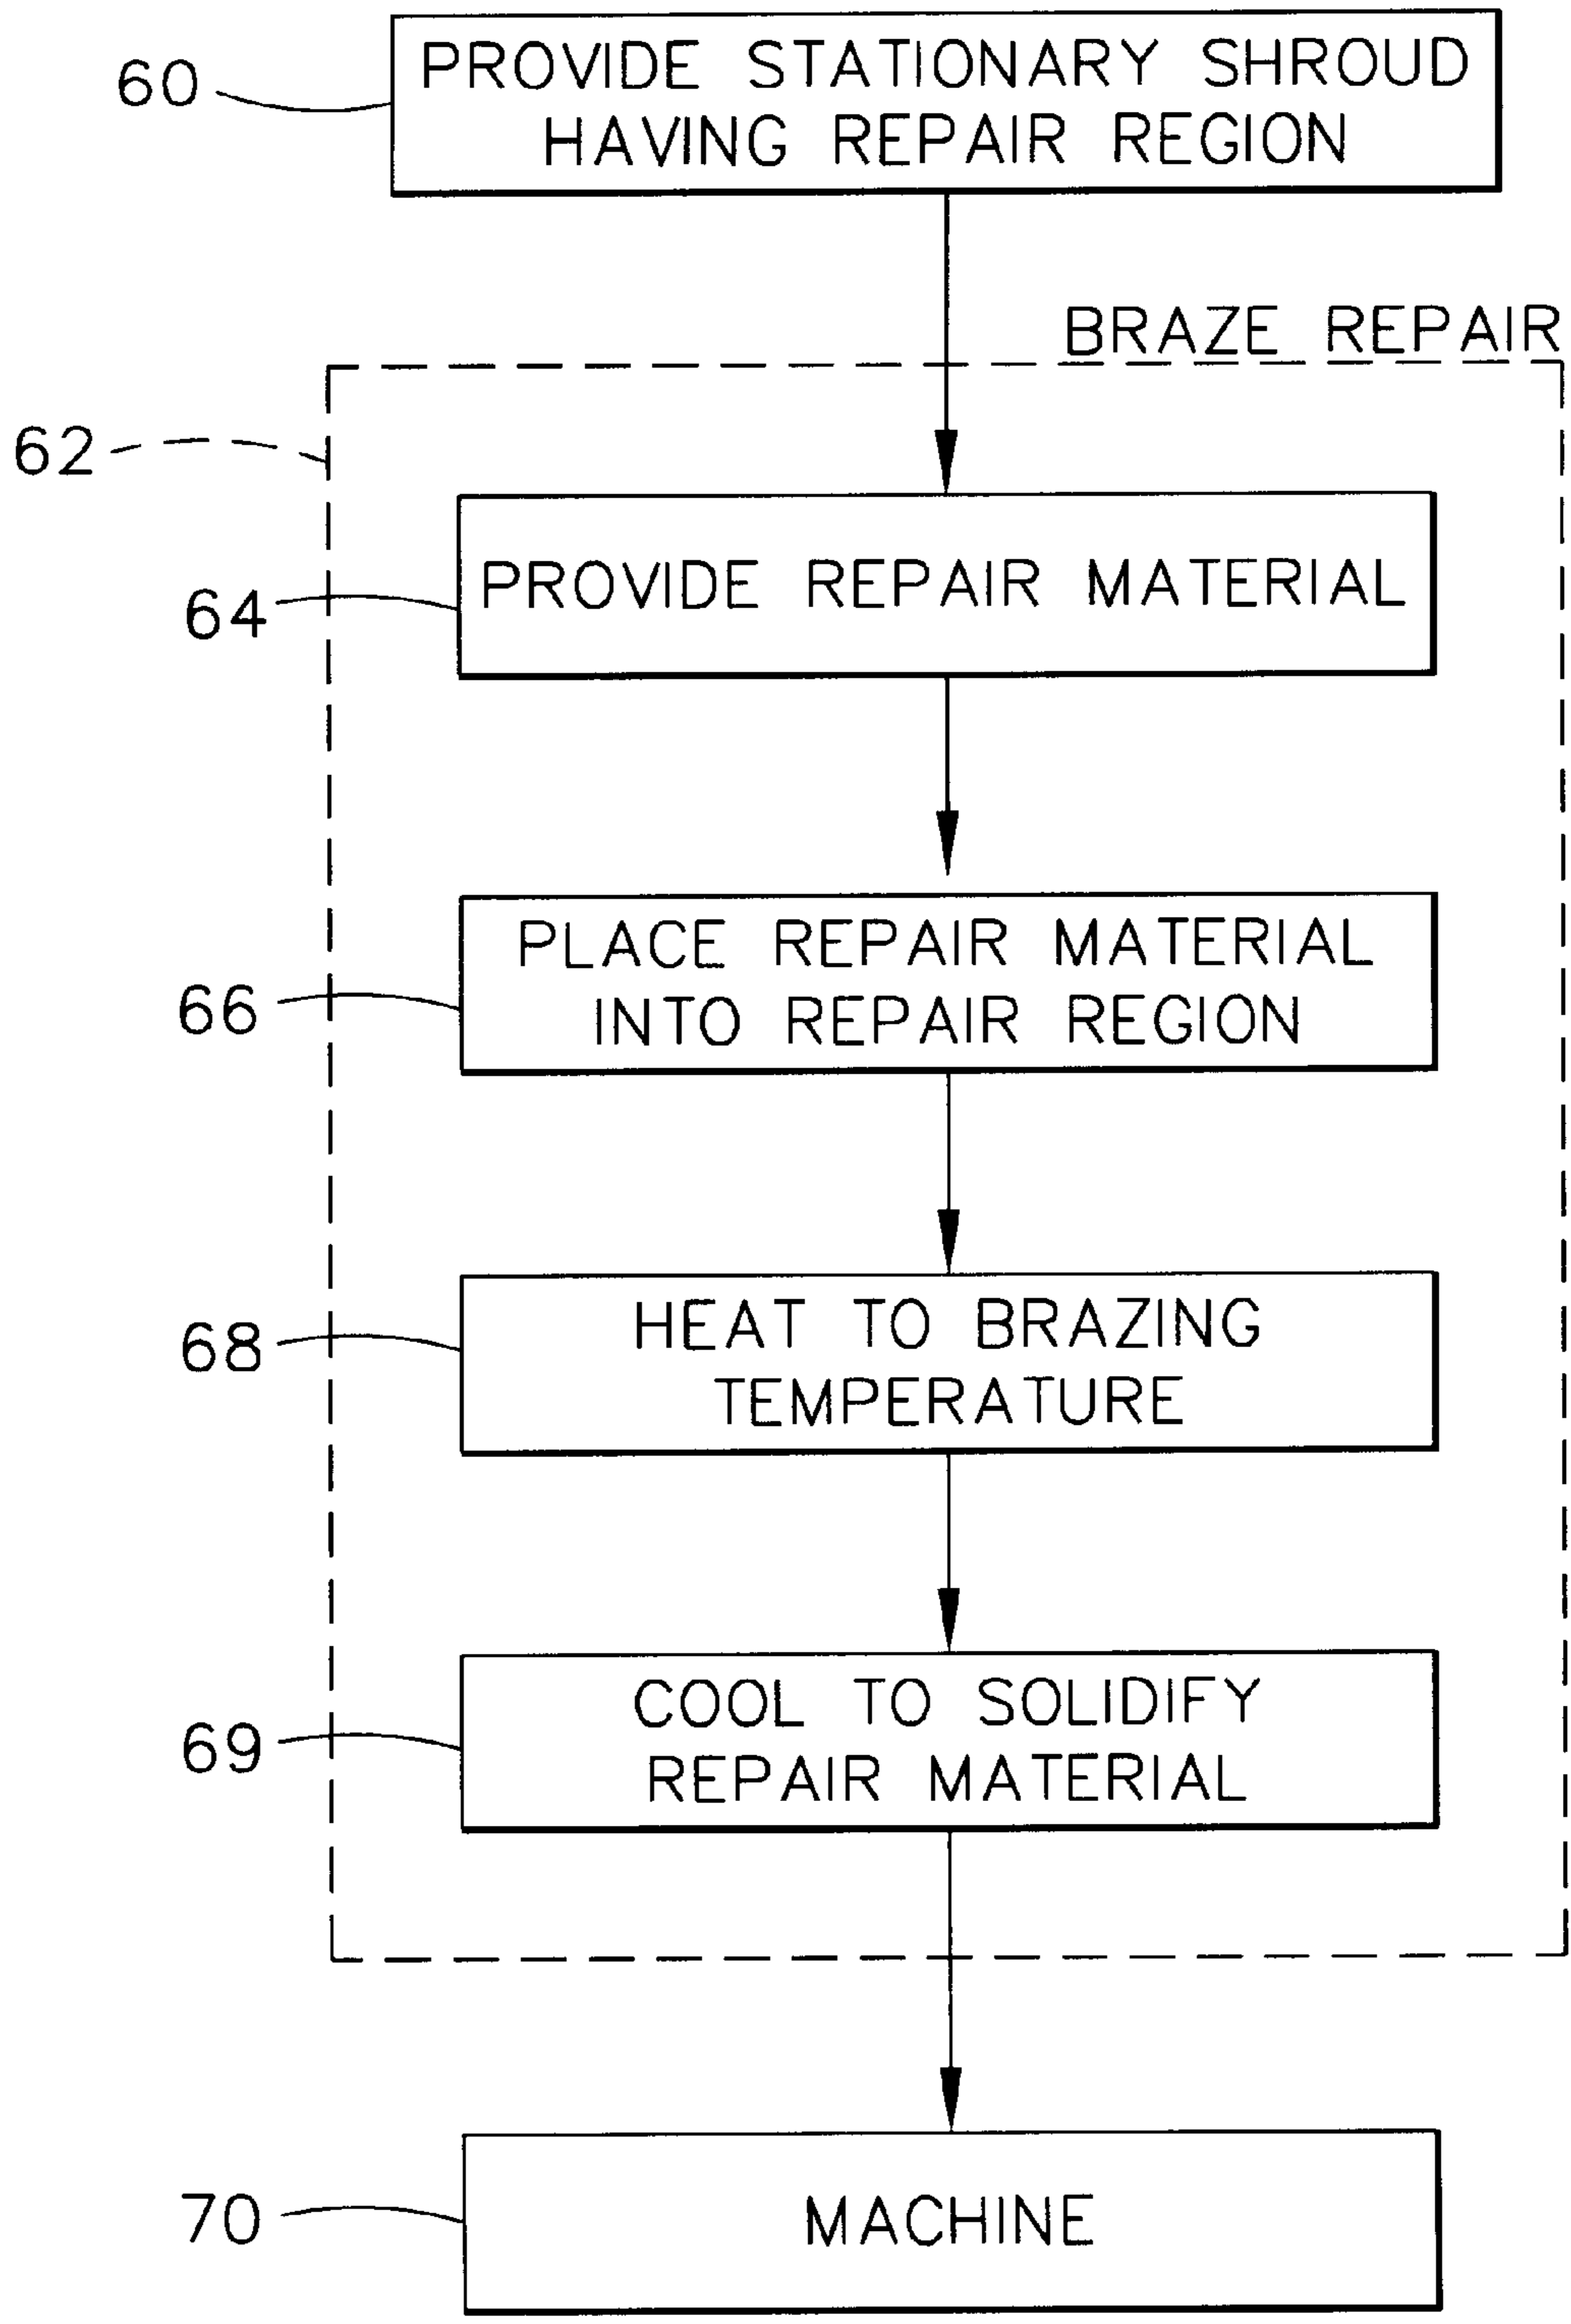 60
PROVIDE STATIONARY SHROUD
HAVING REPAIR REGION
BRAZE REPAIR
62
64
PROVIDE REPAIR MATERIAL
66
PLACE REPAIR MATERIAL
INTO REPAIR REGION
68
HEAT TO BRAZING
TEMPERATURE
69
COOL TO SOLIDIFY
REPAIR MATERIAL
70
MACHINE